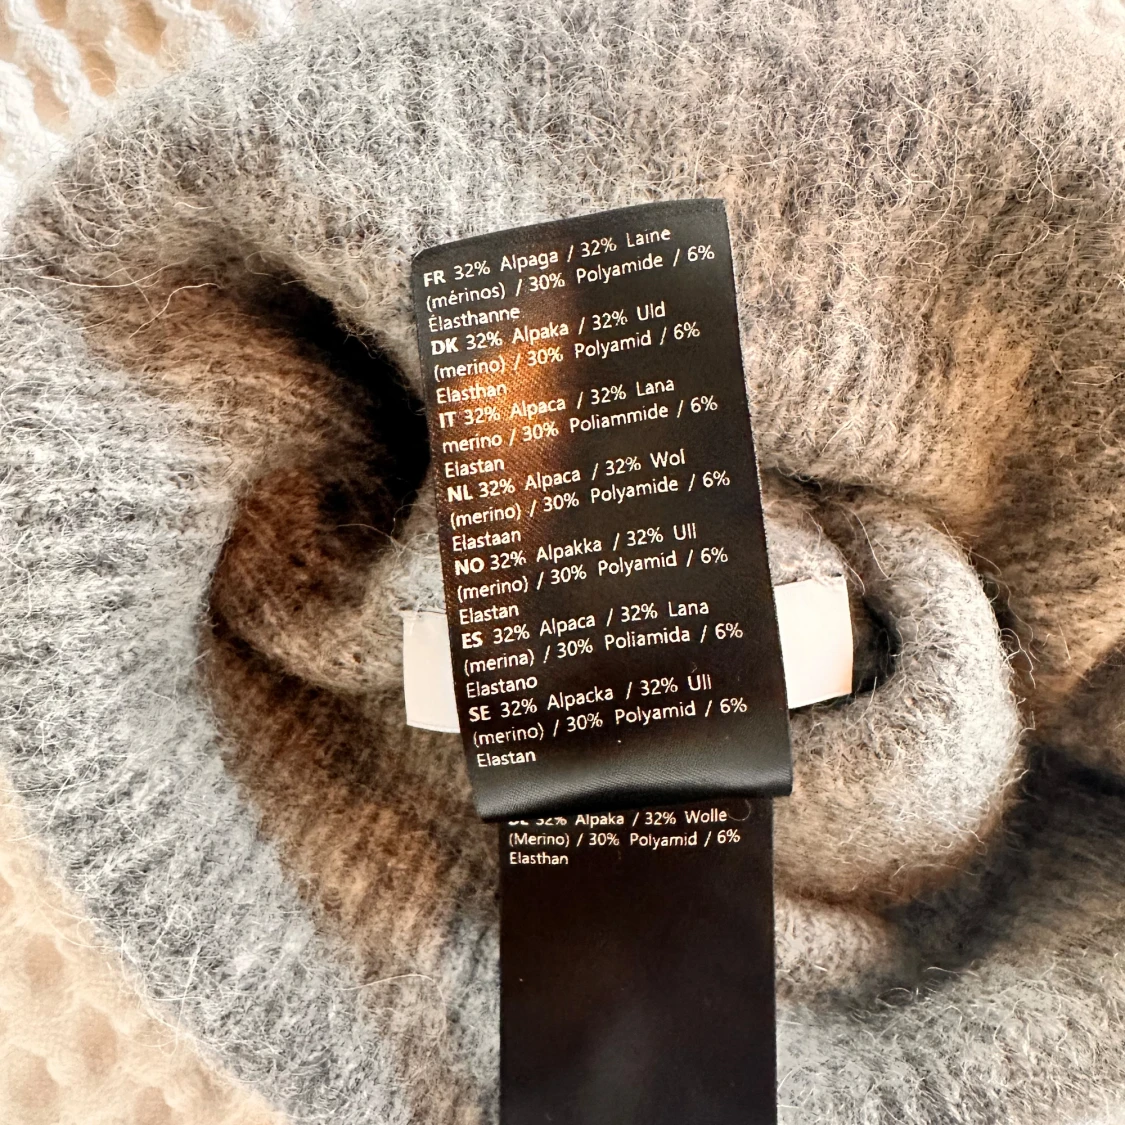 FR 32% Alpaga / 32% Laine
(mérinos) / 30% Polyamide / 6%
Élasthanne
DK 32% Alpaka / 32% Uld
(merino) / 30% Polyamid / 6%
Elasthan
IT 32% Alpaca / 32% Lana
merino / 30% Poliammide / 6%
Elastan
NL 32% Alpaca / 32% Wol
(merino) / 30% Polyamide / 6%
Elastaan
NO 32% Alpakka / 32% Ull
(merino) / 30% Polyamid / 6%
Elastan
ES 32% Alpaca / 32% Lana
(merina) / 30% Poliamida / 6%
Elastano
SE 32% Alpacka / 32% Ull
(merino) / 30% Polyamid / 6%
Elastan
32% Alpaka / 32% Wolle
(Merino) / 30% Polyamid / 6%
Elasthan